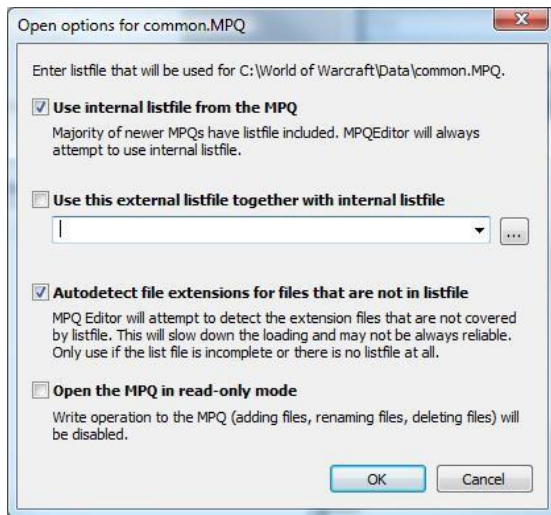 Open options for common.MPQ
Enter listfile that will be used for C:\World of Warcraft\Data\common.MPQ.
Use internal listfile from the MPQ
Majority of newer MPQs have listfile included. MPQEditor will always
attempt to use internal listfile.
Use this external listfile together with internal listfile
...
Autodetect file extensions for files that are not in listfile
MPQ Editor will attempt to detect the extension files that are not covered
by listfile. This will slow down the loading and may not be always reliable.
Only use if the list file is incomplete or there is no listfile at all.
Open the MPQ in read-only mode
Write operation to the MPQ (adding files, renaming files, deleting files) will
be disabled.
OK Cancel